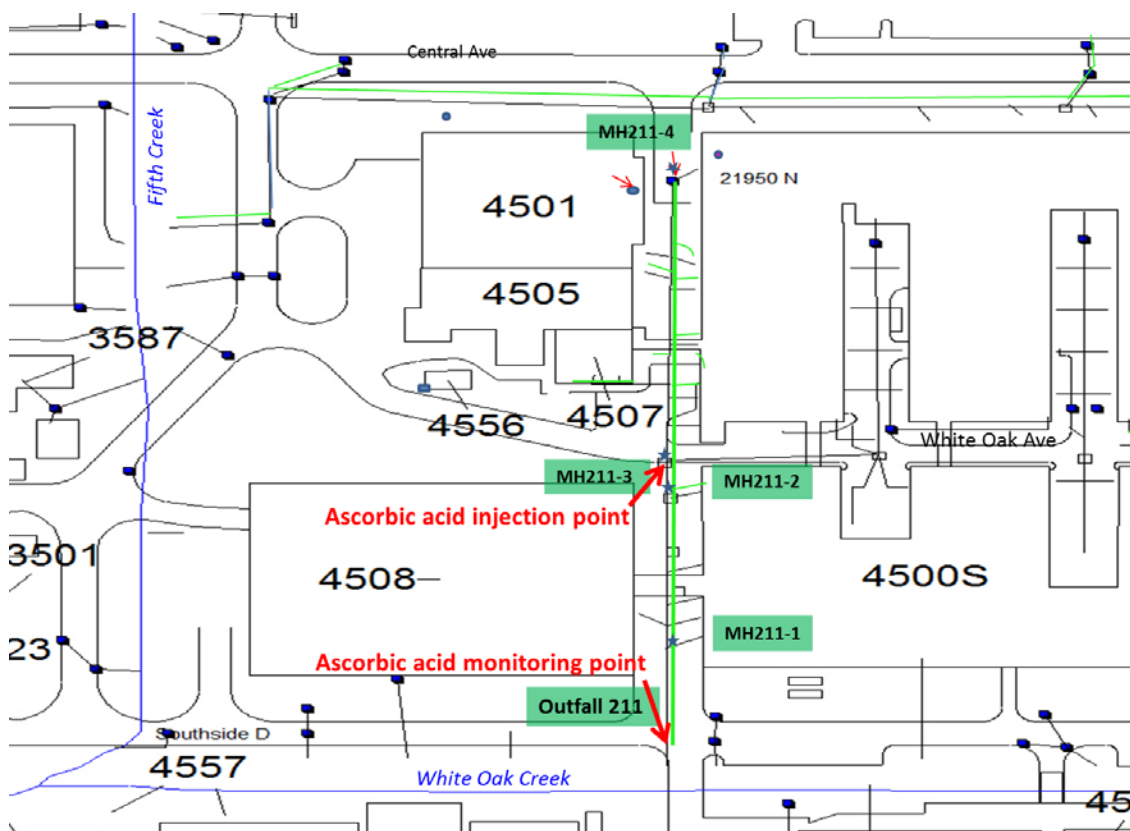 Central Ave
Fifth Creek
MH211-4
21950 N
4501
4505
3587
4556
4507
White Oak Ave
MH211-3
MH211-2
Ascorbic acid injection point
3501
4508
4500S
23
MH211-1
Ascorbic acid monitoring point
Outfall 211
Southside D
4557
White Oak Creek
45